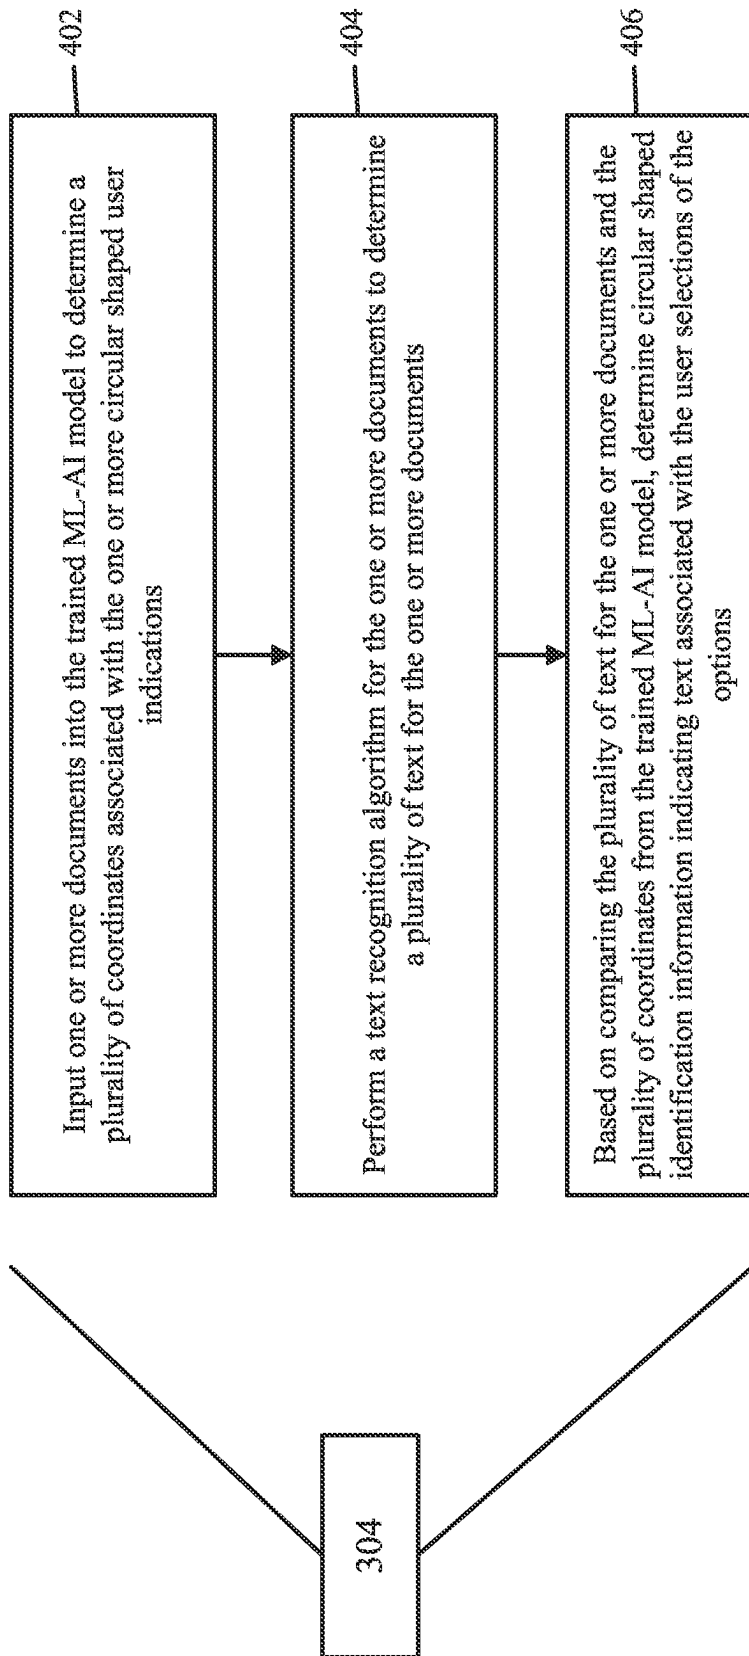 304
Input one or more documents into the trained ML-AI model to determine a
plurality of coordinates associated with the one or more circular shaped user
indications
402
Perform a text recognition algorithm for the one or more documents to determine
a plurality of text for the one or more documents
404
Based on comparing the plurality of text for the one or more documents and the
plurality of coordinates from the trained ML-AI model, determine circular shaped
identification information indicating text associated with the user selections of the
options
406